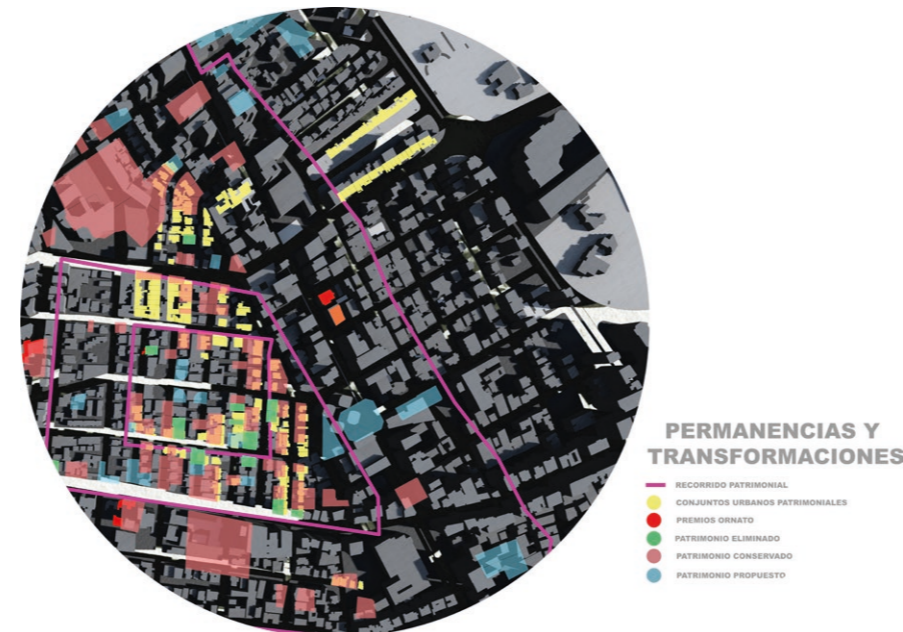 PERMANENCIAS Y
TRANSFORMACIONES
RECORRIDO PATRIMONIAL
CONJUNTOS URBANOS PATRIMONIALES
PREMIOS ORNATO
PATRIMONIO ELIMINADO
PATRIMONIO CONSERVADO
PATRIMONIO PROPUESTO